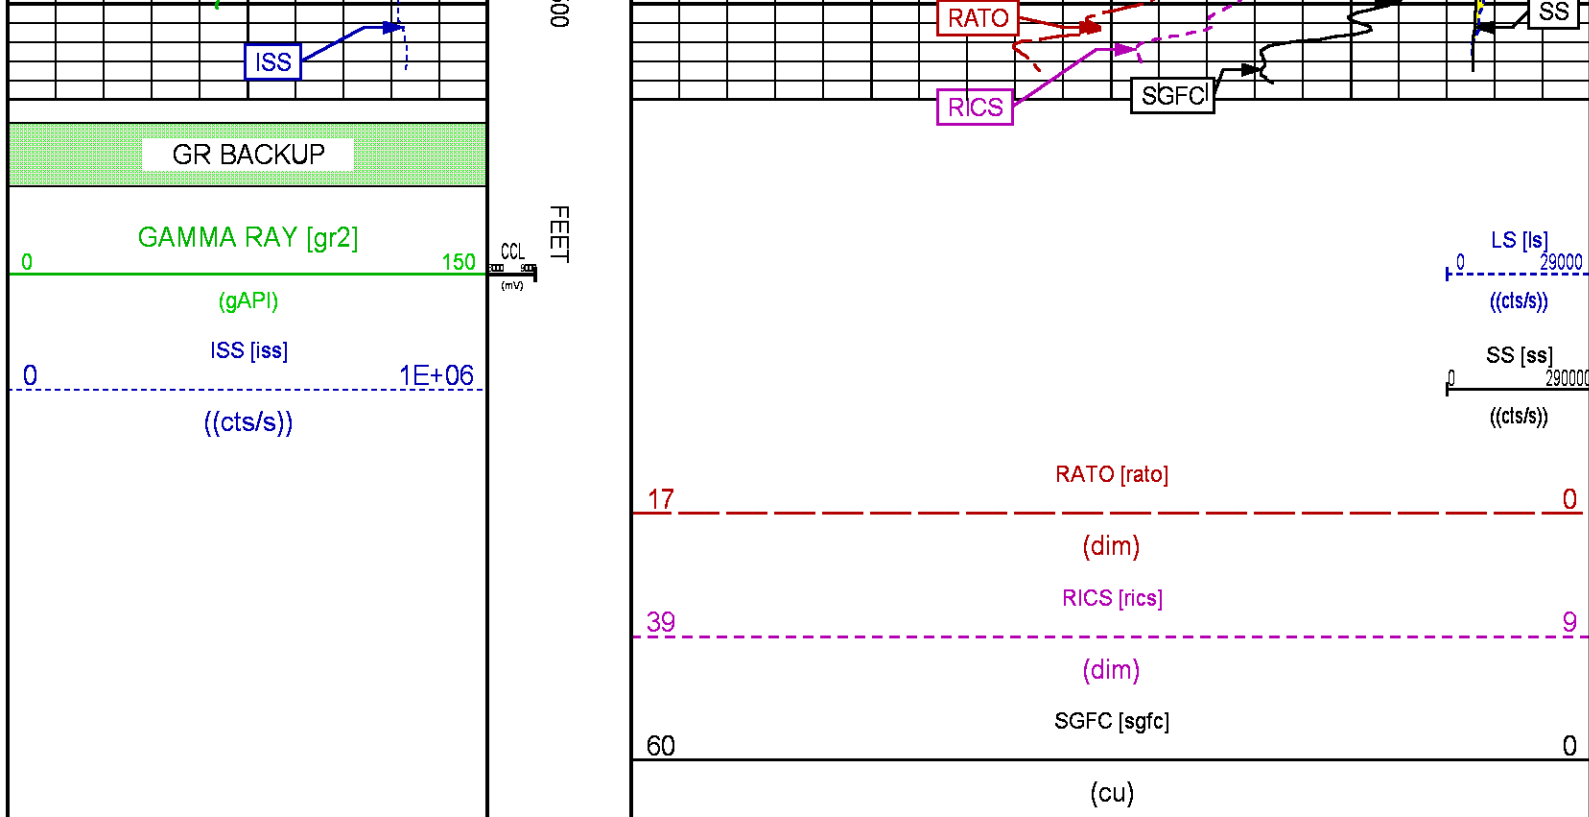 ISS
GR BACKUP
GAMMA RAY [gr2]
0 150
(gAPI)
ISS [iss]
0 1E+06
((cts/s))
FEET
CCL
(mV)
RATO
RICS
SGFC
SS
LS [ls]
0 29000
((cts/s))
SS [ss]
0 290000
((cts/s))
RATO [rato]
17 0
(dim)
RICS [rics]
39 9
(dim)
SGFC [sgfc]
60 0
(cu)